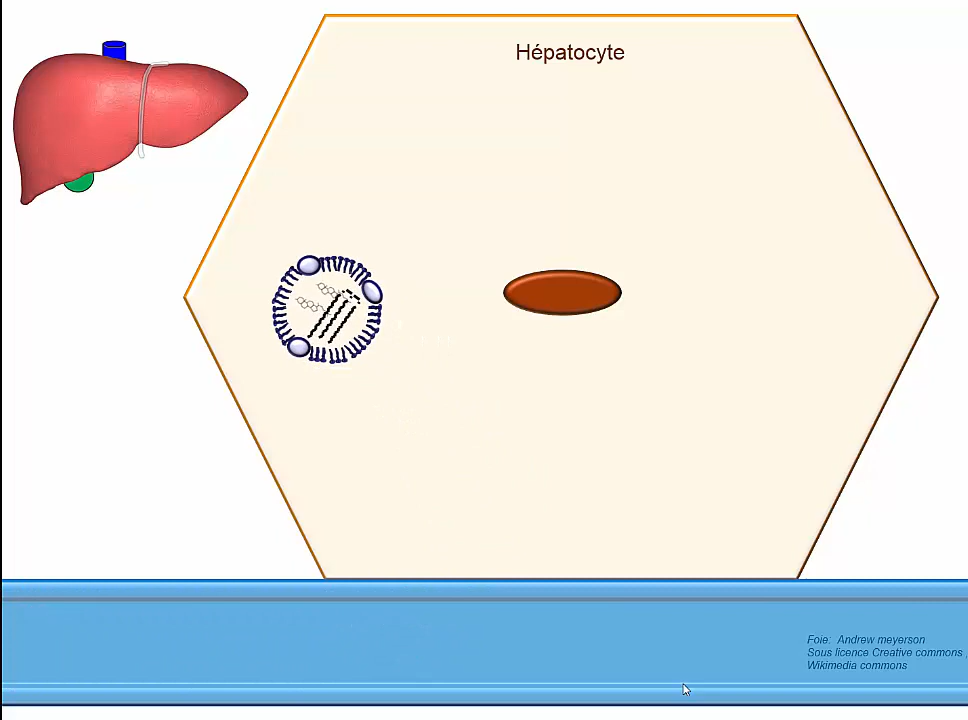 Hépatocyte
Foie: Andrew meyerson
Sous licence Creative commons ,
Wikimedia commons